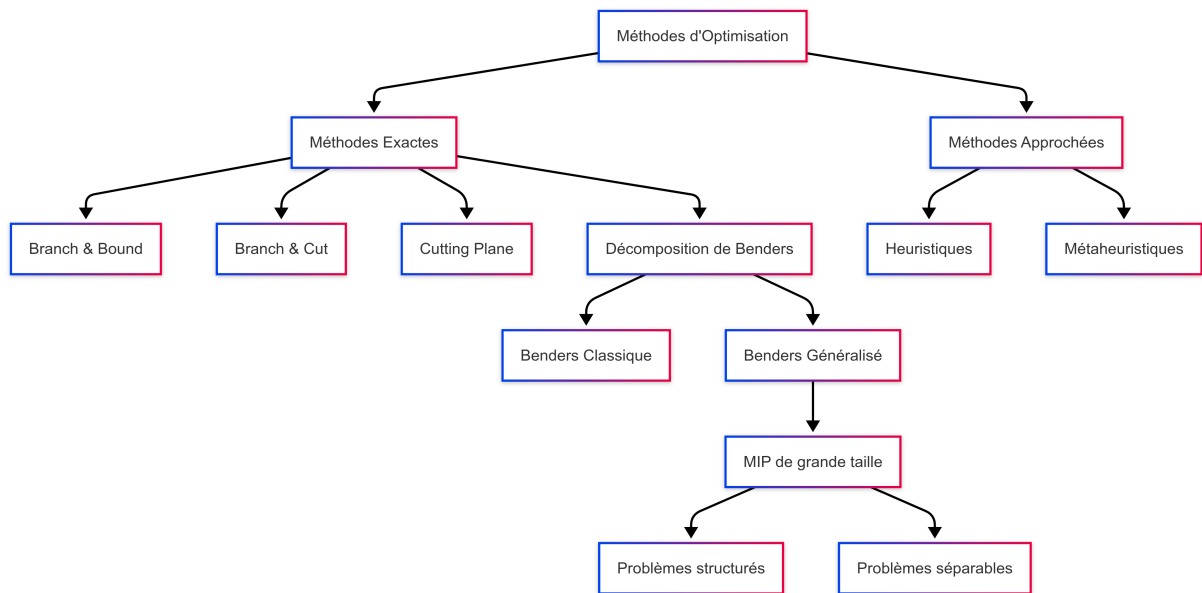 Méthodes d'Optimisation
Méthodes Exactes
Méthodes Approchées
Branch & Bound
Branch & Cut
Cutting Plane
Décomposition de Benders
Heuristiques
Métaheuristiques
Benders Classique
Benders Généralisé
MIP de grande taille
Problèmes structurés
Problèmes séparables